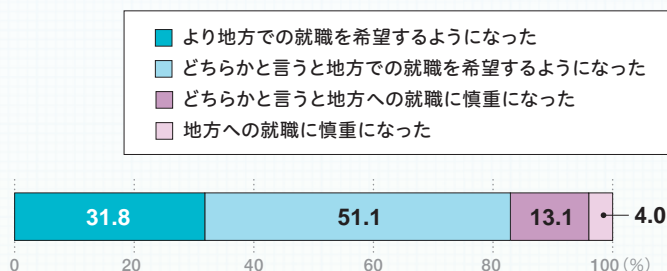 より地方での就職を希望するようになった
どちらかと言うと地方での就職を希望するようになった
どちらかと言うと地方への就職に慎重になった
地方への就職に慎重になった
31.8 51.1 13.1 4.0
0 20 40 60 80 100(%)